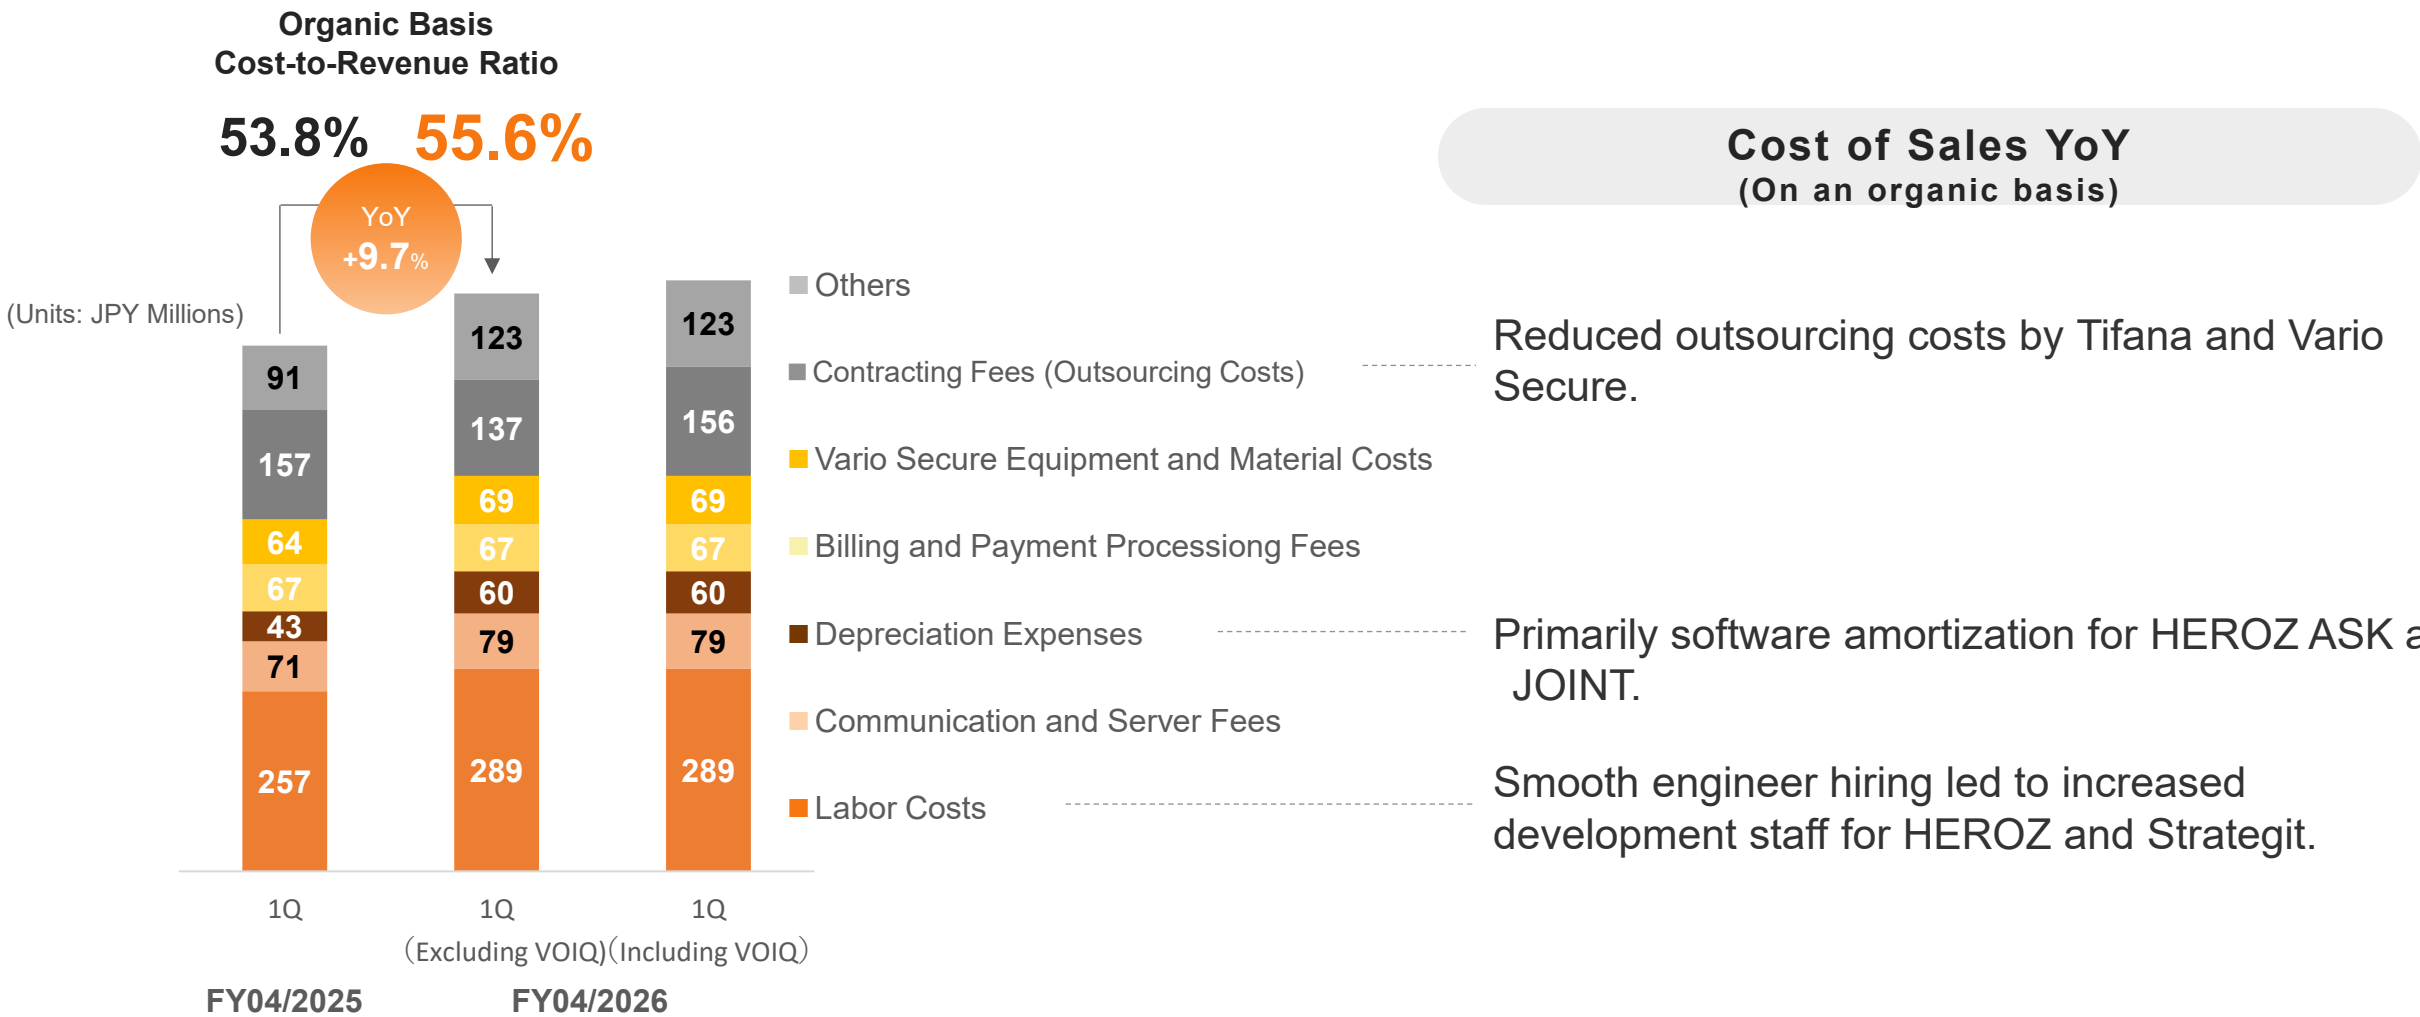 Organic Basis
Cost-to-Revenue Ratio
53.8% 55.6%
YoY
+9.7%
(Units: JPY Millions)
91
157
64
67
43
71
257
123
137
69
67
60
79
289
123
156
69
67
60
79
289
1Q
1Q
1Q
(Excluding VOIQ)
(Including VOIQ)
FY04/2025
FY04/2026
Others
Contracting Fees (Outsourcing Costs)
Vario Secure Equipment and Material Costs
Billing and Payment Processiong Fees
Depreciation Expenses
Communication and Server Fees
Labor Costs
Cost of Sales YoY
(On an organic basis)
Reduced outsourcing costs by Tifana and Vario
Secure.
Primarily software amortization for HEROZ ASK
JOINT.
Smooth engineer hiring led to increased
development staff for HEROZ and Strategit.